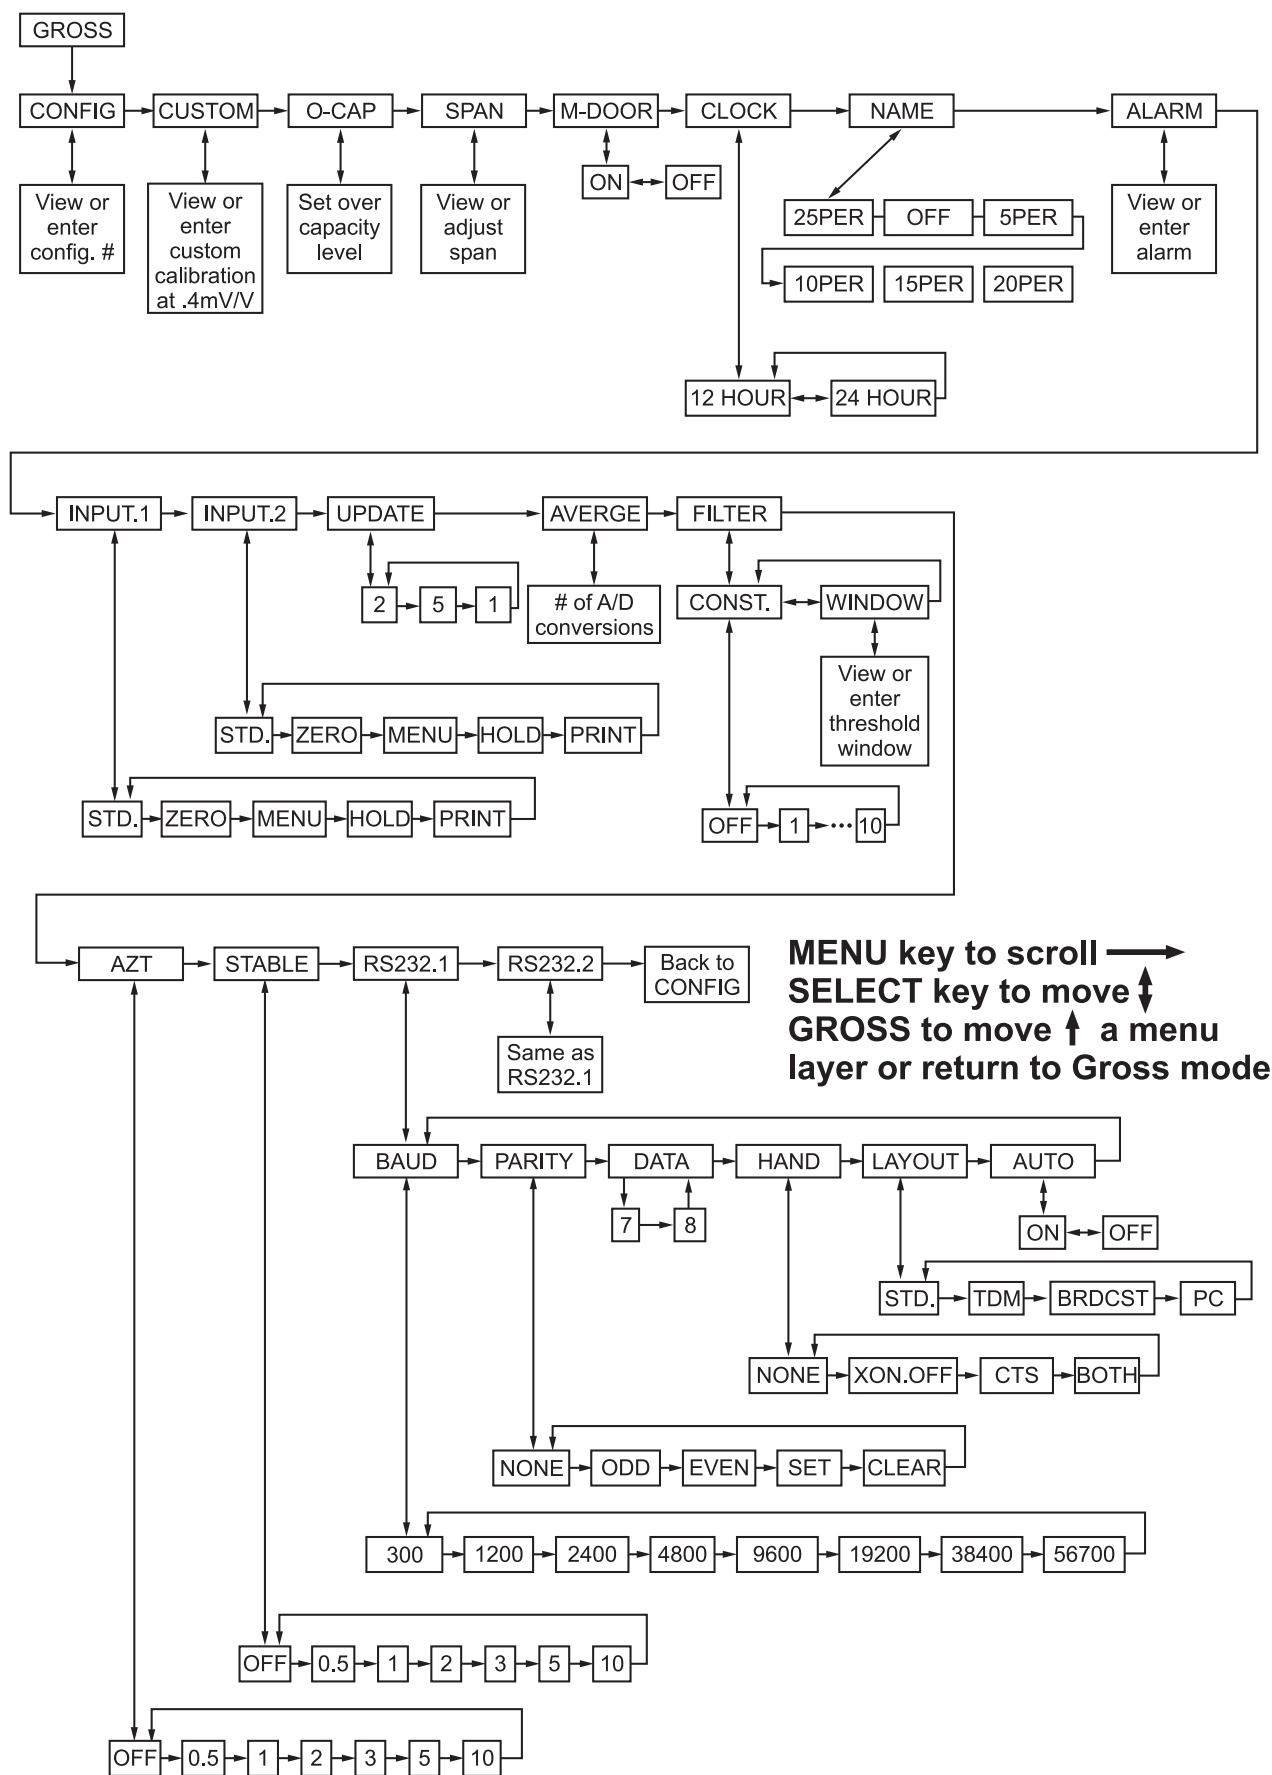 GROSS
CONFIG CUSTOM O-CAP SPAN M-DOOR CLOCK NAME ALARM
View or
enter
config. #
View or
enter
custom
calibration
at .4mV/V
Set over
capacity
level
View or
adjust
span
ON OFF
25PER OFF 5PER
10PER 15PER 20PER
View or
enter
alarm
12 HOUR 24 HOUR
INPUT.1 INPUT.2 UPDATE AVERGE FILTER
2 5 1
# of A/D
conversions
CONST. WINDOW
View or
enter
threshold
window
STD. ZERO MENU HOLD PRINT
STD. ZERO MENU HOLD PRINT
OFF 1 ••• 10
AZT STABLE RS232.1 RS232.2 Back to
CONFIG
Same as
RS232.1
MENU key to scroll
SELECT key to move
GROSS to move a menu
layer or return to Gross mode
BAUD PARITY DATA HAND LAYOUT AUTO
7 8
ON OFF
STD. TDM BRDCST PC
NONE XON.OFF CTS BOTH
NONE ODD EVEN SET CLEAR
300 1200 2400 4800 9600 19200 38400 56700
OFF 0.5 1 2 3 5 10
OFF 0.5 1 2 3 5 10